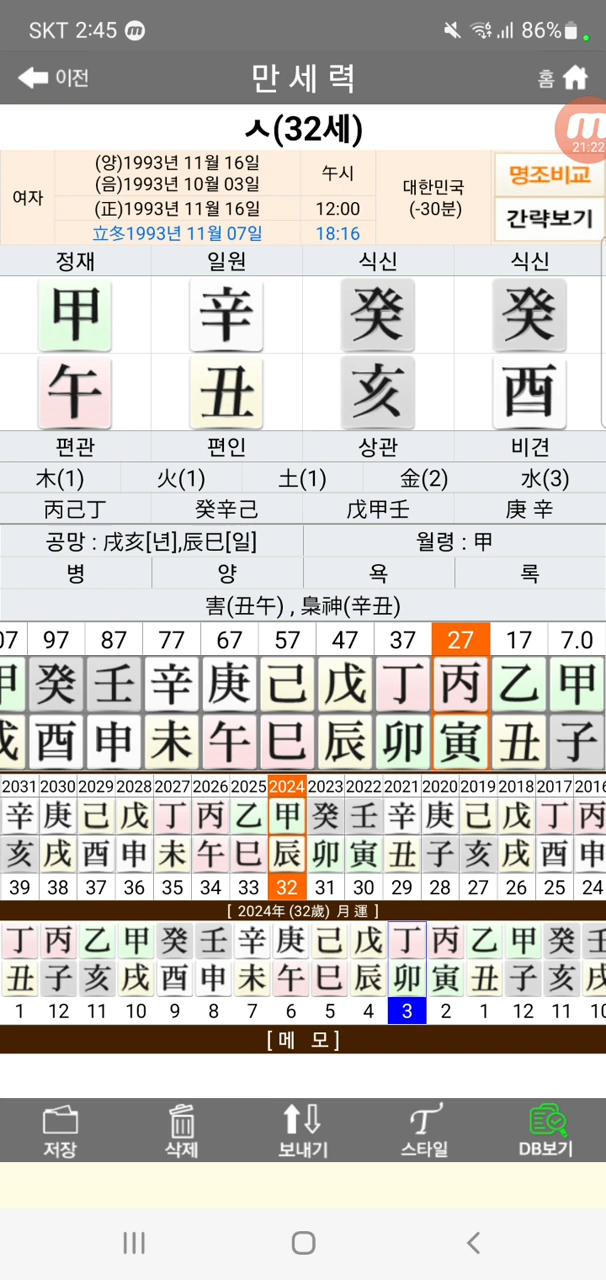 SKT 2:45 m 86%
이전 만세력 홈
ㅅ(32세)
m 21:22
여자
(양)1993년 11월 16일
(음)1993년 10월 03일
오시
(正)1993년 11월 16일 12:00
立冬1993년 11월 07일 18:16
대한민국
(-30분)
명조비교
간략보기
정재 일원 식신 식신
甲 辛 癸 癸
午 丑 亥 酉
편관 편인 상관 비견
木(1) 火(1) 土(1) 金(2) 水(3)
丙己丁 癸辛己 戊甲壬 庚 辛
공망 : 戌亥[년],辰巳[일] 월령 : 甲
병 양 욕 록
害(丑午) , 梟神(辛丑)
07 97 87 77 67 57 47 37 27 17 7.0
甲 癸 壬 辛 庚 己 戊 丁 丙 乙 甲
戌 酉 申 未 午 巳 辰 卯 寅 丑 子
2031 2030 2029 2028 2027 2026 2025 2024 2023 2022 2021 2020 2019 2018 2017 2016
辛 庚 己 戊 丁 丙 乙 甲 癸 壬 辛 庚 己 戊 丁 丙
亥 戌 酉 申 未 午 巳 辰 卯 寅 丑 子 亥 戌 酉 申
39 38 37 36 35 34 33 32 31 30 29 28 27 26 25 24
[ 2024年 (32歲) 月 運 ]
丁 丙 乙 甲 癸 壬 辛 庚 己 戊 丁 丙 乙 甲 癸 壬
丑 子 亥 戌 酉 申 未 午 巳 辰 卯 寅 丑 子 亥 戌
1 12 11 10 9 8 7 6 5 4 3 2 1 12 11 10
[ 메 모 ]
저장 삭제 보내기 스타일 DB보기